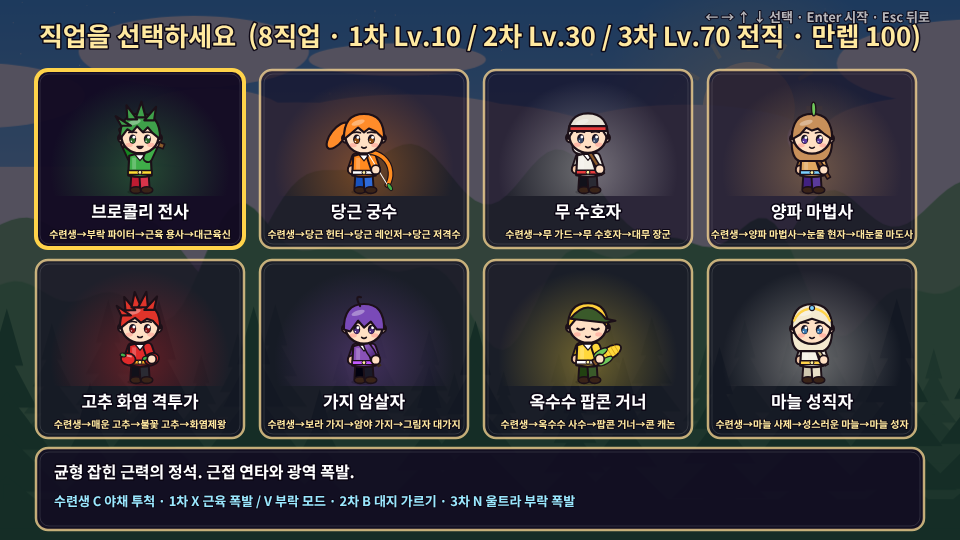 ← → ↑ ↓ 선택 · Enter 시작 · Esc 뒤로
직업을 선택하세요 (8직업 · 1차 Lv.10 / 2차 Lv.30 / 3차 Lv.70 전직 · 만렙 100)
브로콜리 전사
수련생→부락 파이터→근육 용사→대근육신
당근 궁수
수련생→당근 헌터→당근 레인저→당근 저격수
무 수호자
수련생→무 가드→무 수호자→대무 장군
양파 마법사
수련생→양파 마법사→눈물 현자→대눈물 마도사
고추 화염 격투가
수련생→매운 고추→불꽃 고추→화염제왕
가지 암살자
수련생→보라 가지→암야 가지→그림자 대가지
옥수수 팝콘 거너
수련생→옥수수 사수→팝콘 거너→콘 캐논
마늘 성직자
수련생→마늘 사제→성스러운 마늘→마늘 성자
균형 잡힌 근력의 정석. 근접 연타와 광역 폭발.
수련생 C 야채 투척 · 1차 X 근육 폭발 / V 부락 모드 · 2차 B 대지 가르기 · 3차 N 울트라 부락 폭발